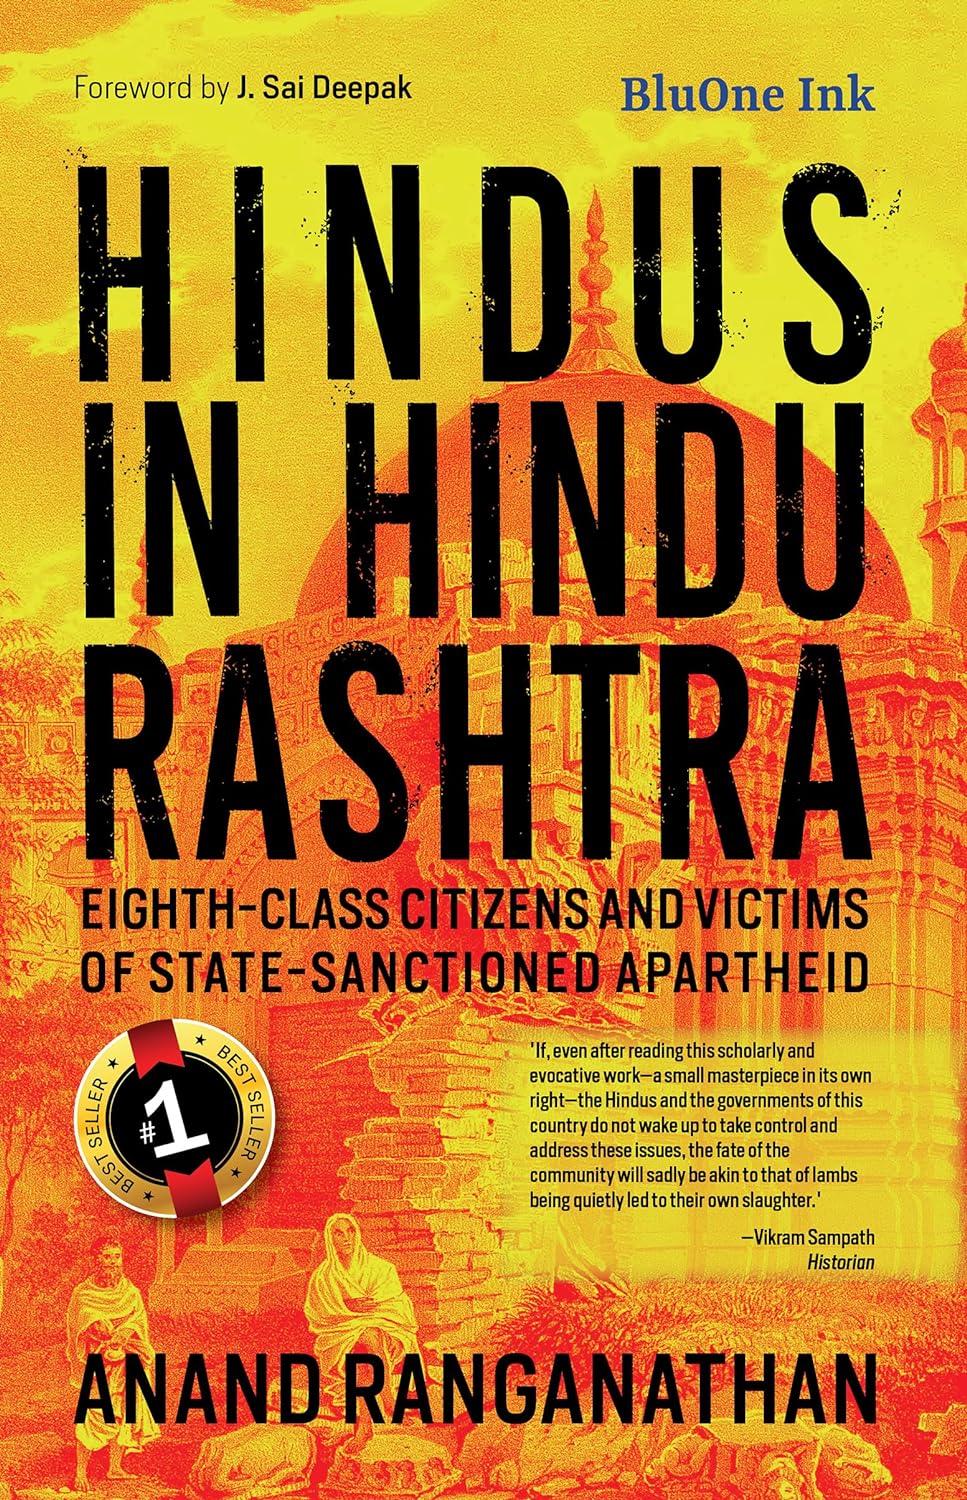 Foreword by J. Sai Deepak
BluOne Ink
HINDUS
IN HINDU
RASHTRA
EIGHTH-CLASS CITIZENS AND VICTIMS
OF STATE-SANCTIONED APARTHEID
BEST SELLER
#1
BEST SELLER
BEST SELLER
'If, even after reading this scholarly and
evocative work—a small masterpiece in its own
right—the Hindus and the governments of this
country do not wake up to take control and
address these issues, the fate of the
community will sadly be akin to that of lambs
being quietly led to their own slaughter.'
—Vikram Sampath
Historian
ANAND RANGANATHAN